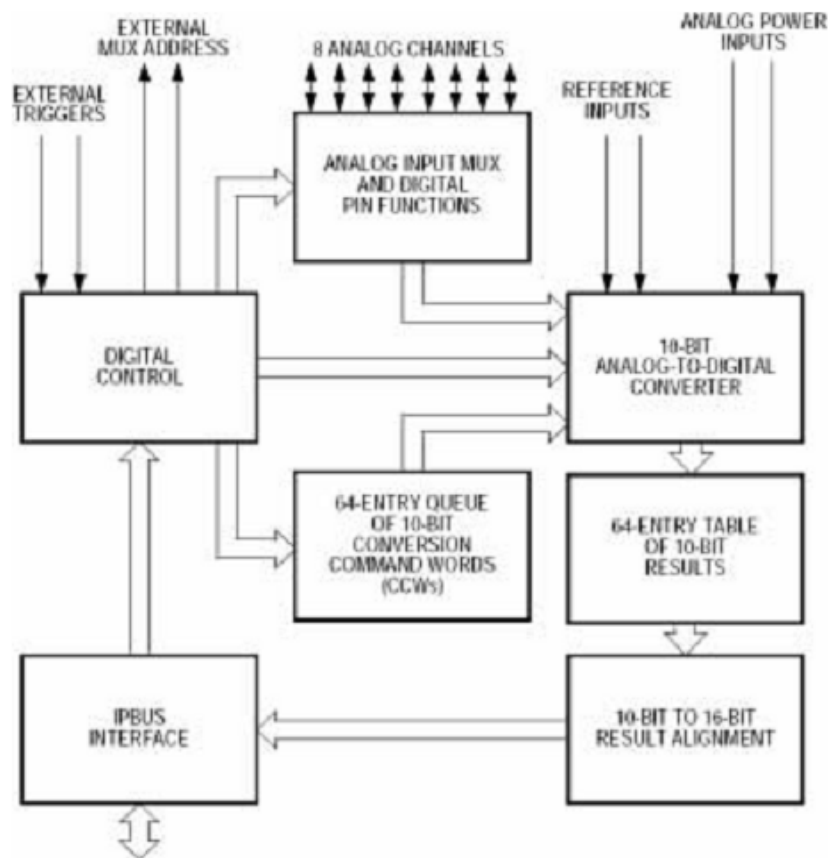 EXTERNAL
MUX ADDRESS
8 ANALOG CHANNELS
ANALOG POWER
INPUTS
EXTERNAL
TRIGGERS
REFERENCE
INPUTS
ANALOG INPUT MUX
AND DIGITAL
PIN FUNCTIONS
DIGITAL
CONTROL
10-BIT
ANALOG-TO-DIGITAL
CONVERTER
64-ENTRY QUEUE
OF 10-BIT
CONVERSION
COMMAND WORDS
(CCWs)
64-ENTRY TABLE
OF 10-BIT
RESULTS
IPBUS
INTERFACE
10-BIT TO 16-BIT
RESULT ALIGNMENT